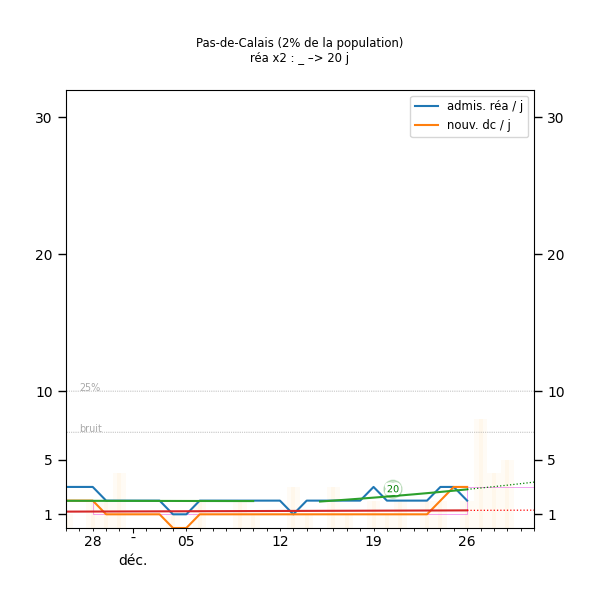 Pas-de-Calais (2% de la population)
réa x2 : _ –> 20 j
admis. réa / j
nouv. dc / j
30 30
20 20
25%
10 10
bruit
5 5
20
1 1
28 - 05 12 19 26
déc.